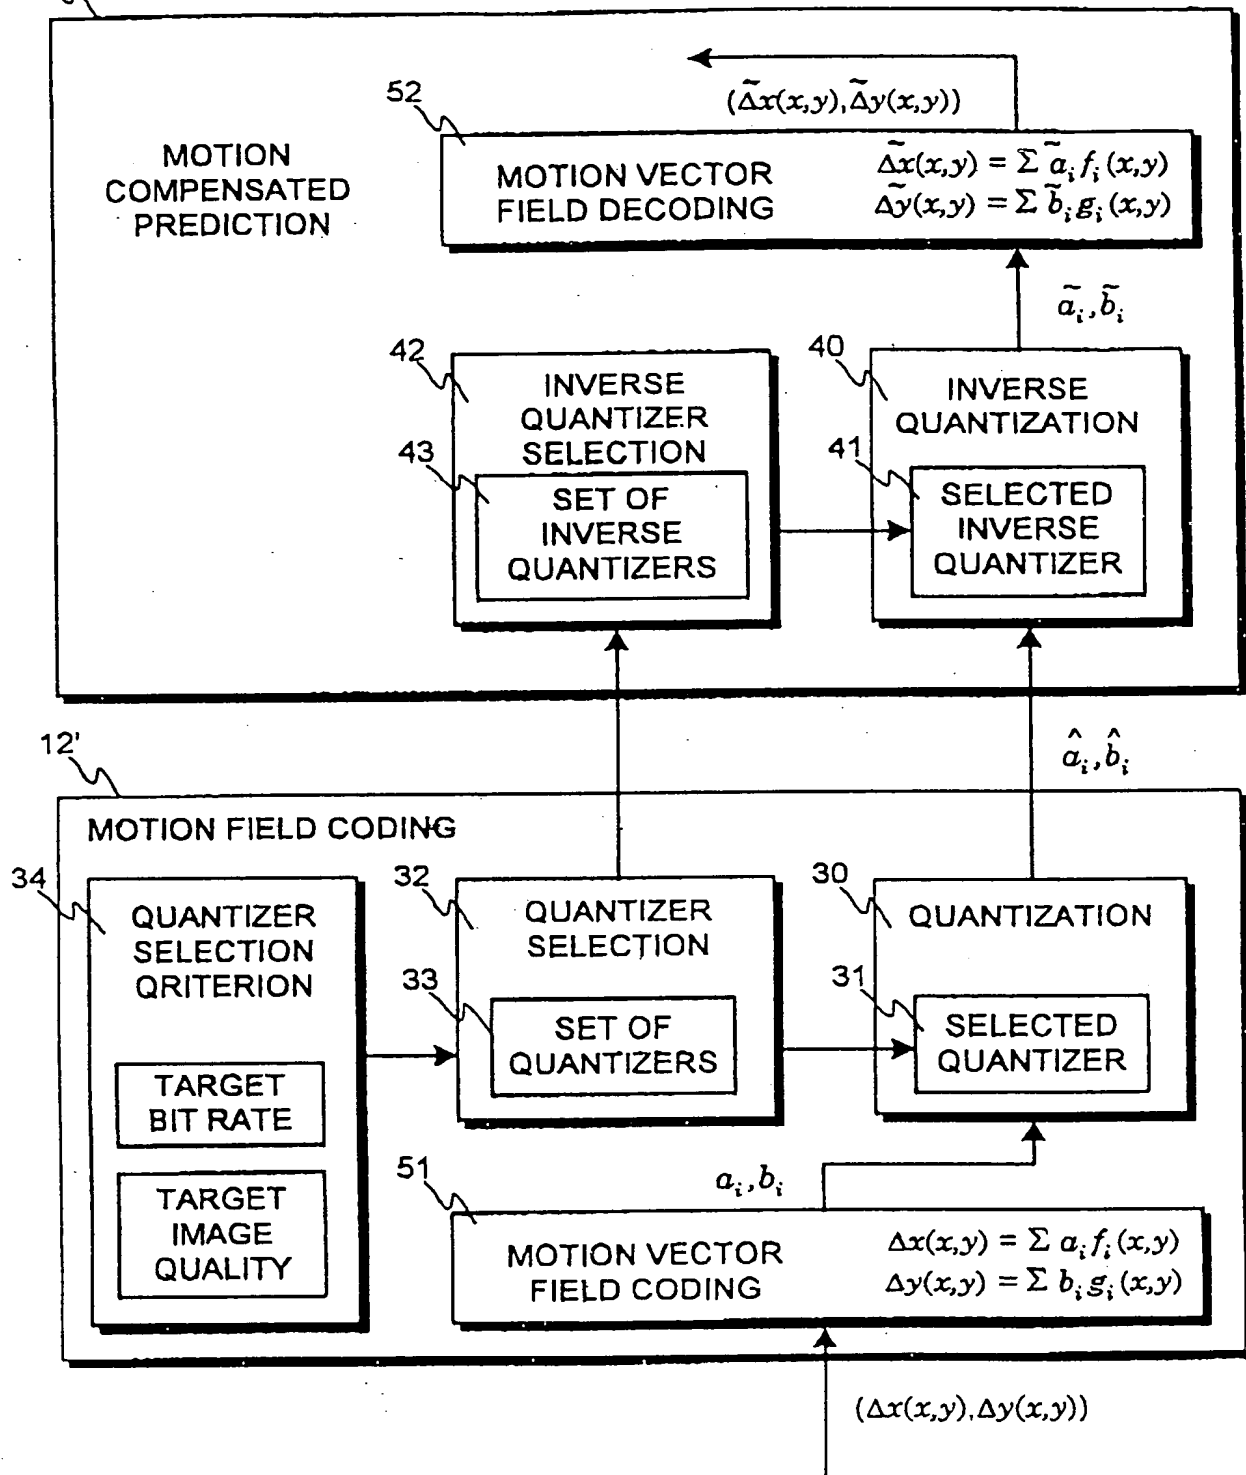 (Δ̃x(x,y),Δ̃y(x,y))
52
MOTION
COMPENSATED
PREDICTION
MOTION VECTOR
FIELD DECODING
Δ̃x(x,y) = Σ ã_i f_i(x,y)
Δ̃y(x,y) = Σ b̃_i g_i(x,y)
ã_i, b̃_i
42
INVERSE
QUANTIZER
SELECTION
43
SET OF
INVERSE
QUANTIZERS
40
INVERSE
QUANTIZATION
41
SELECTED
INVERSE
QUANTIZER
â_i, b̂_i
12'
MOTION FIELD CODING
34
QUANTIZER
SELECTION
QRITERION
TARGET
BIT RATE
TARGET
IMAGE
QUALITY
32
QUANTIZER
SELECTION
33
SET OF
QUANTIZERS
30
QUANTIZATION
31
SELECTED
QUANTIZER
a_i, b_i
51
MOTION VECTOR
FIELD CODING
Δx(x,y) = Σ a_i f_i(x,y)
Δy(x,y) = Σ b_i g_i(x,y)
(Δx(x,y),Δy(x,y))